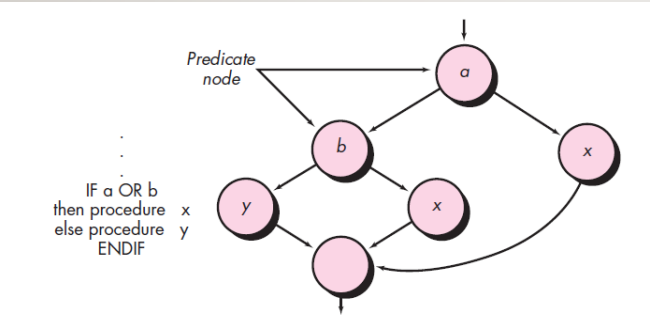 Predicate
node
a
b
x
y
x
.
.
.
IF a OR b
then procedure x
else procedure y
ENDIF